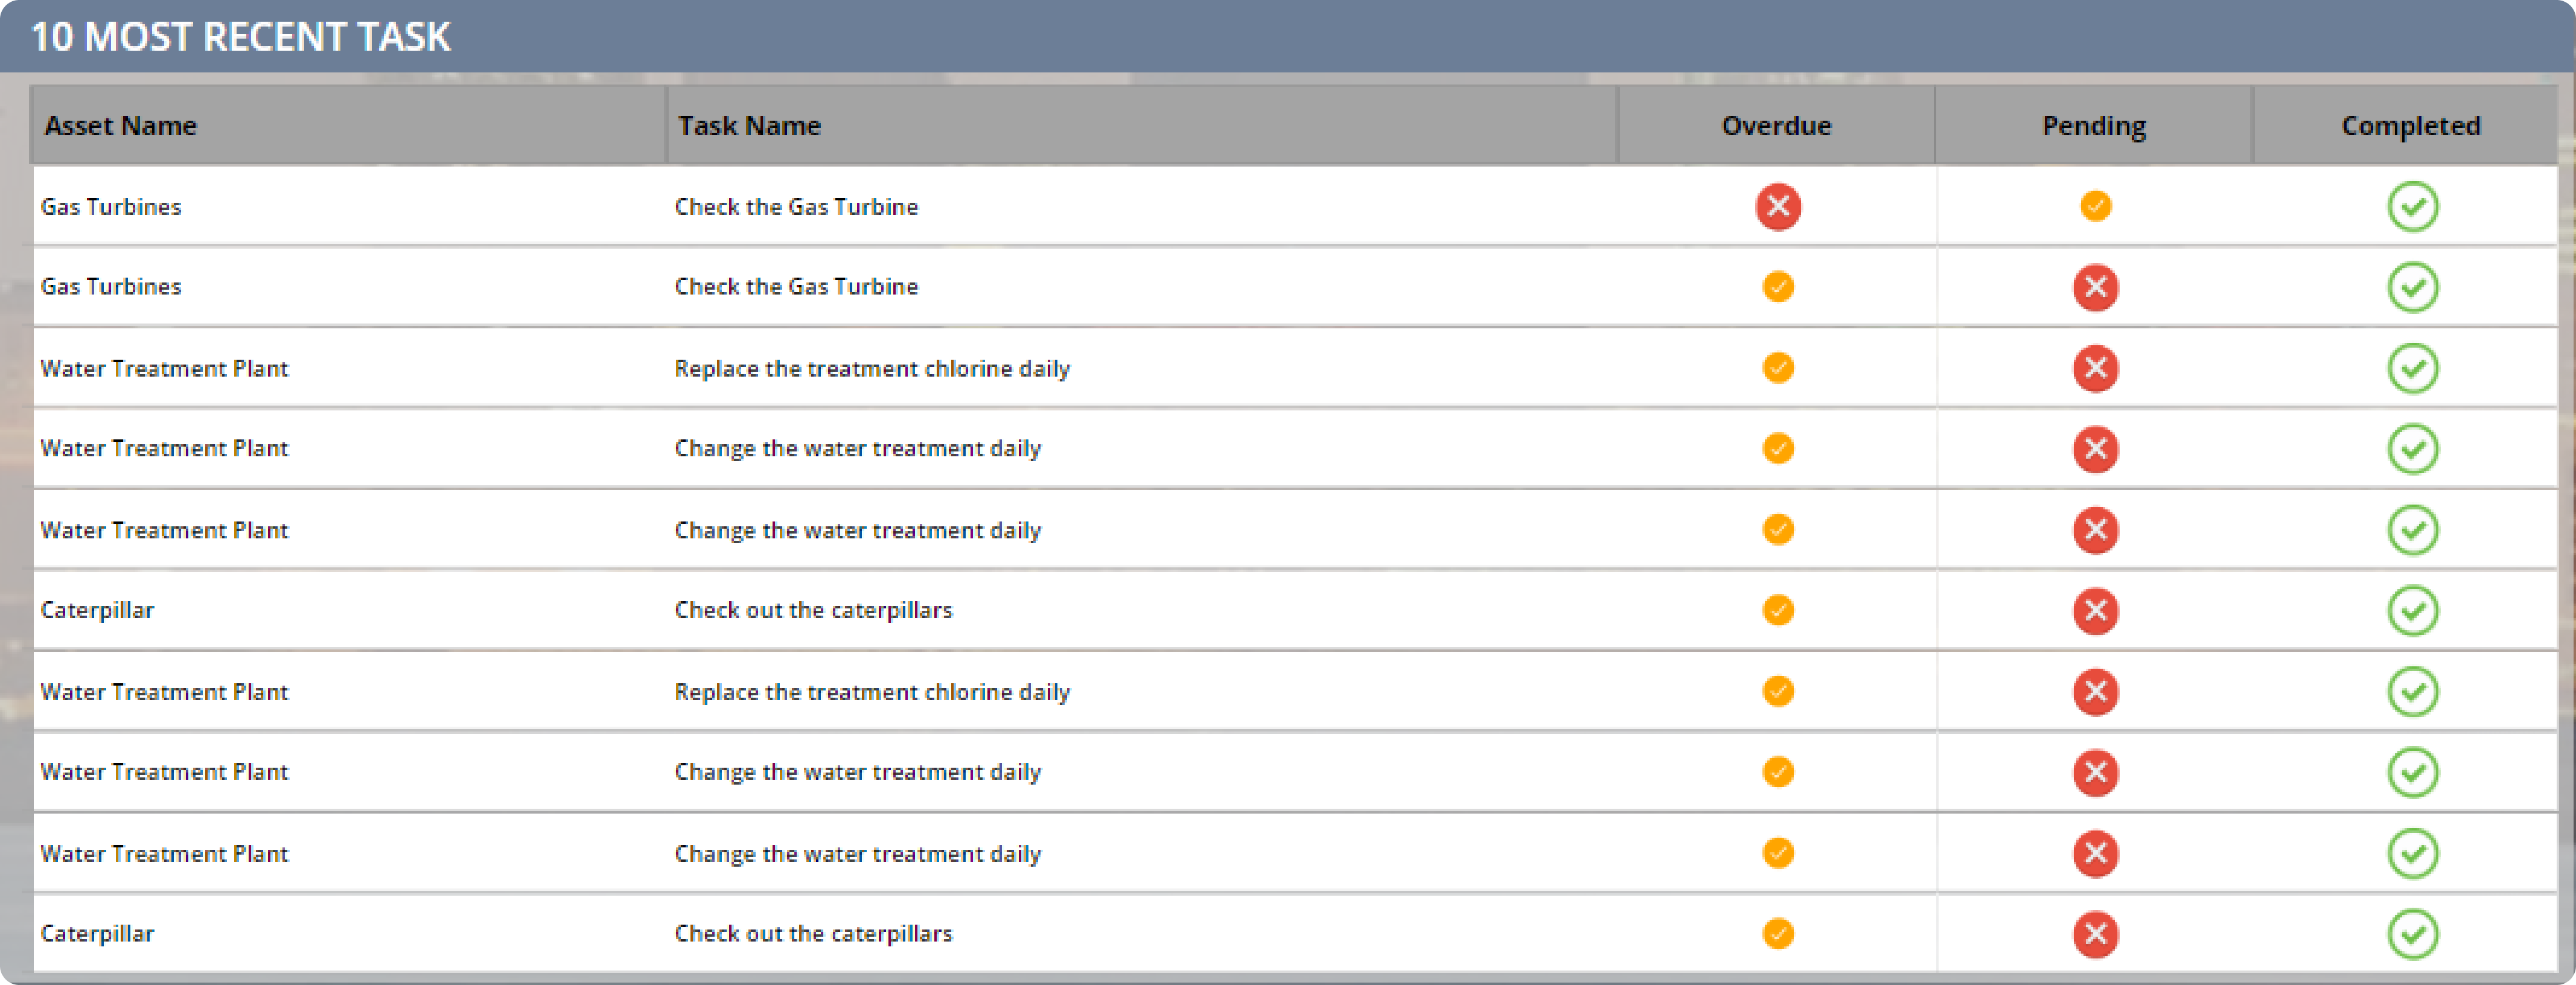 10 MOST RECENT TASK
Asset Name Task Name Overdue Pending Completed
Gas Turbines Check the Gas Turbine
Gas Turbines Check the Gas Turbine
Water Treatment Plant Replace the treatment chlorine daily
Water Treatment Plant Change the water treatment daily
Water Treatment Plant Change the water treatment daily
Caterpillar Check out the caterpillars
Water Treatment Plant Replace the treatment chlorine daily
Water Treatment Plant Change the water treatment daily
Water Treatment Plant Change the water treatment daily
Caterpillar Check out the caterpillars